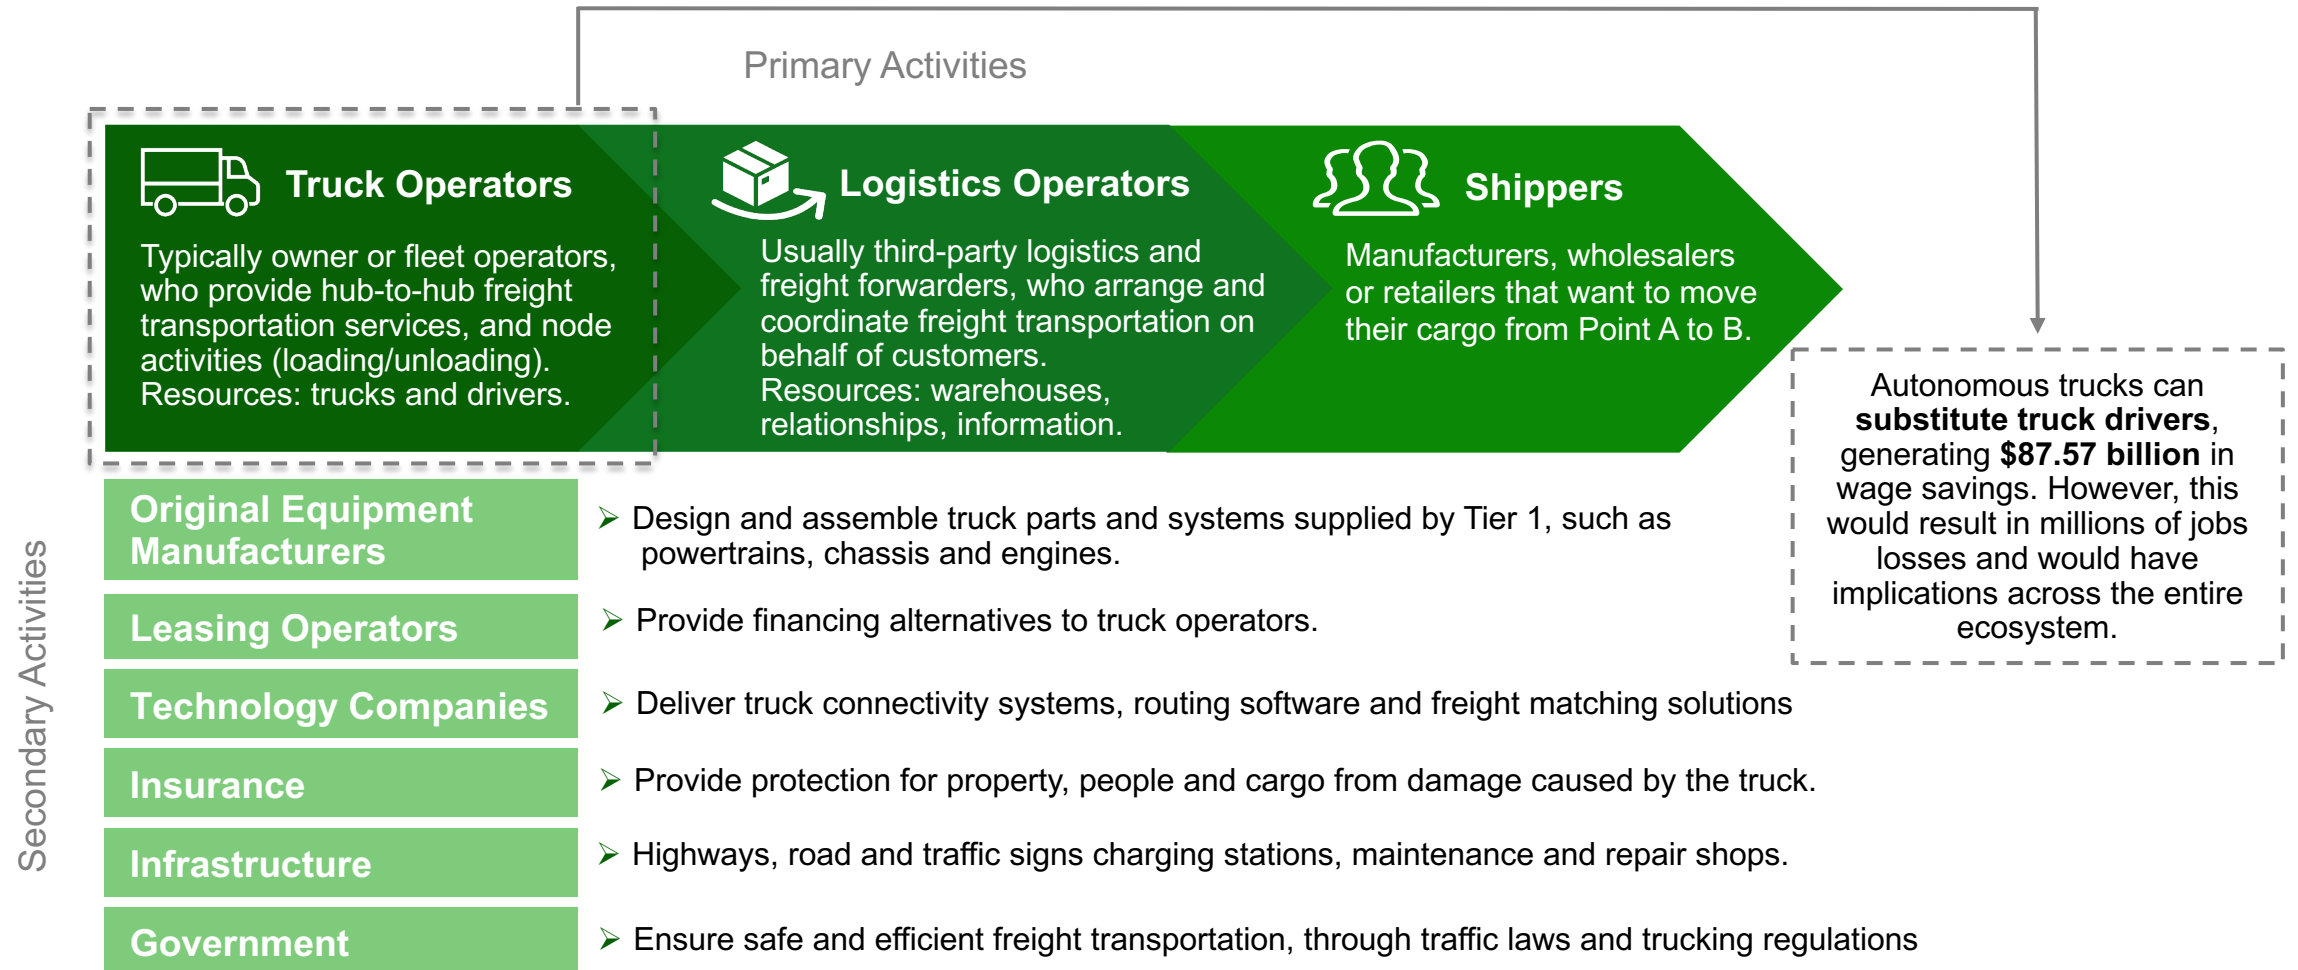 Primary Activities
Truck Operators
Typically owner or fleet operators,
who provide hub-to-hub freight
transportation services, and node
activities (loading/unloading).
Resources: trucks and drivers.
Logistics Operators
Usually third-party logistics and
freight forwarders, who arrange and
coordinate freight transportation on
behalf of customers.
Resources: warehouses,
relationships, information.
Shippers
Manufacturers, wholesalers
or retailers that want to move
their cargo from Point A to B.
Autonomous trucks can
substitute truck drivers,
generating $87.57 billion in
wage savings. However, this
would result in millions of jobs
losses and would have
implications across the entire
ecosystem.
Secondary Activities
Original Equipment
Manufacturers
➢ Design and assemble truck parts and systems supplied by Tier 1, such as
powertrains, chassis and engines.
Leasing Operators
➢ Provide financing alternatives to truck operators.
Technology Companies
➢ Deliver truck connectivity systems, routing software and freight matching solutions
Insurance
➢ Provide protection for property, people and cargo from damage caused by the truck.
Infrastructure
➢ Highways, road and traffic signs charging stations, maintenance and repair shops.
Government
➢ Ensure safe and efficient freight transportation, through traffic laws and trucking regulations